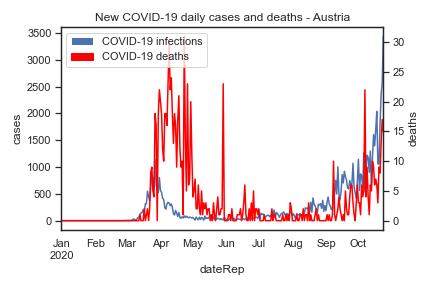 New COVID-19 daily cases and deaths - Austria
COVID-19 infections
COVID-19 deaths
3500
3000
2500
2000
1500
1000
500
0
cases
30
25
20
15
10
5
0
deaths
Jan Feb Mar Apr May Jun Jul Aug Sep Oct
2020
dateRep